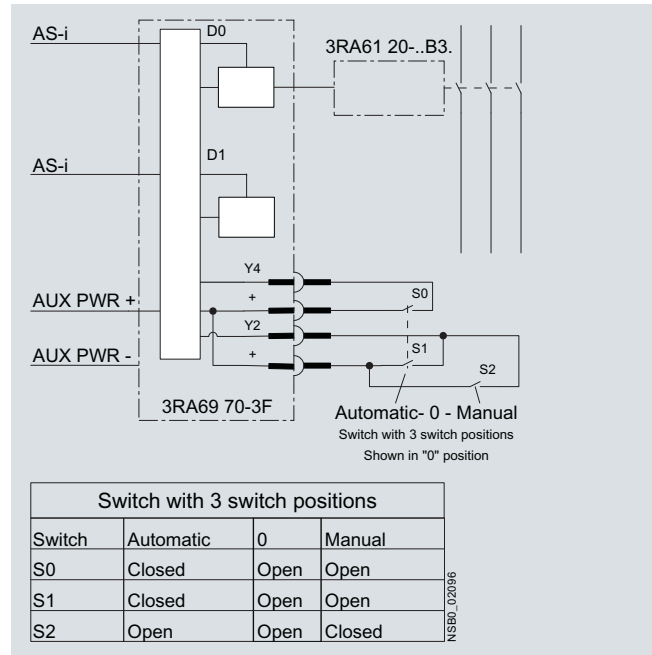 AS-i
D0
3RA61 20-..B3.
AS-i
D1
Y4
AUX PWR +
+
S0
Y2
S1
AUX PWR -
+
S2
3RA69 70-3F
Automatic- 0 - Manual
Switch with 3 switch positions
Shown in "0" position
Switch with 3 switch positions
Switch Automatic 0 Manual
S0 Closed Open Open
S1 Closed Open Open
S2 Open Open Closed
NSB0_02096